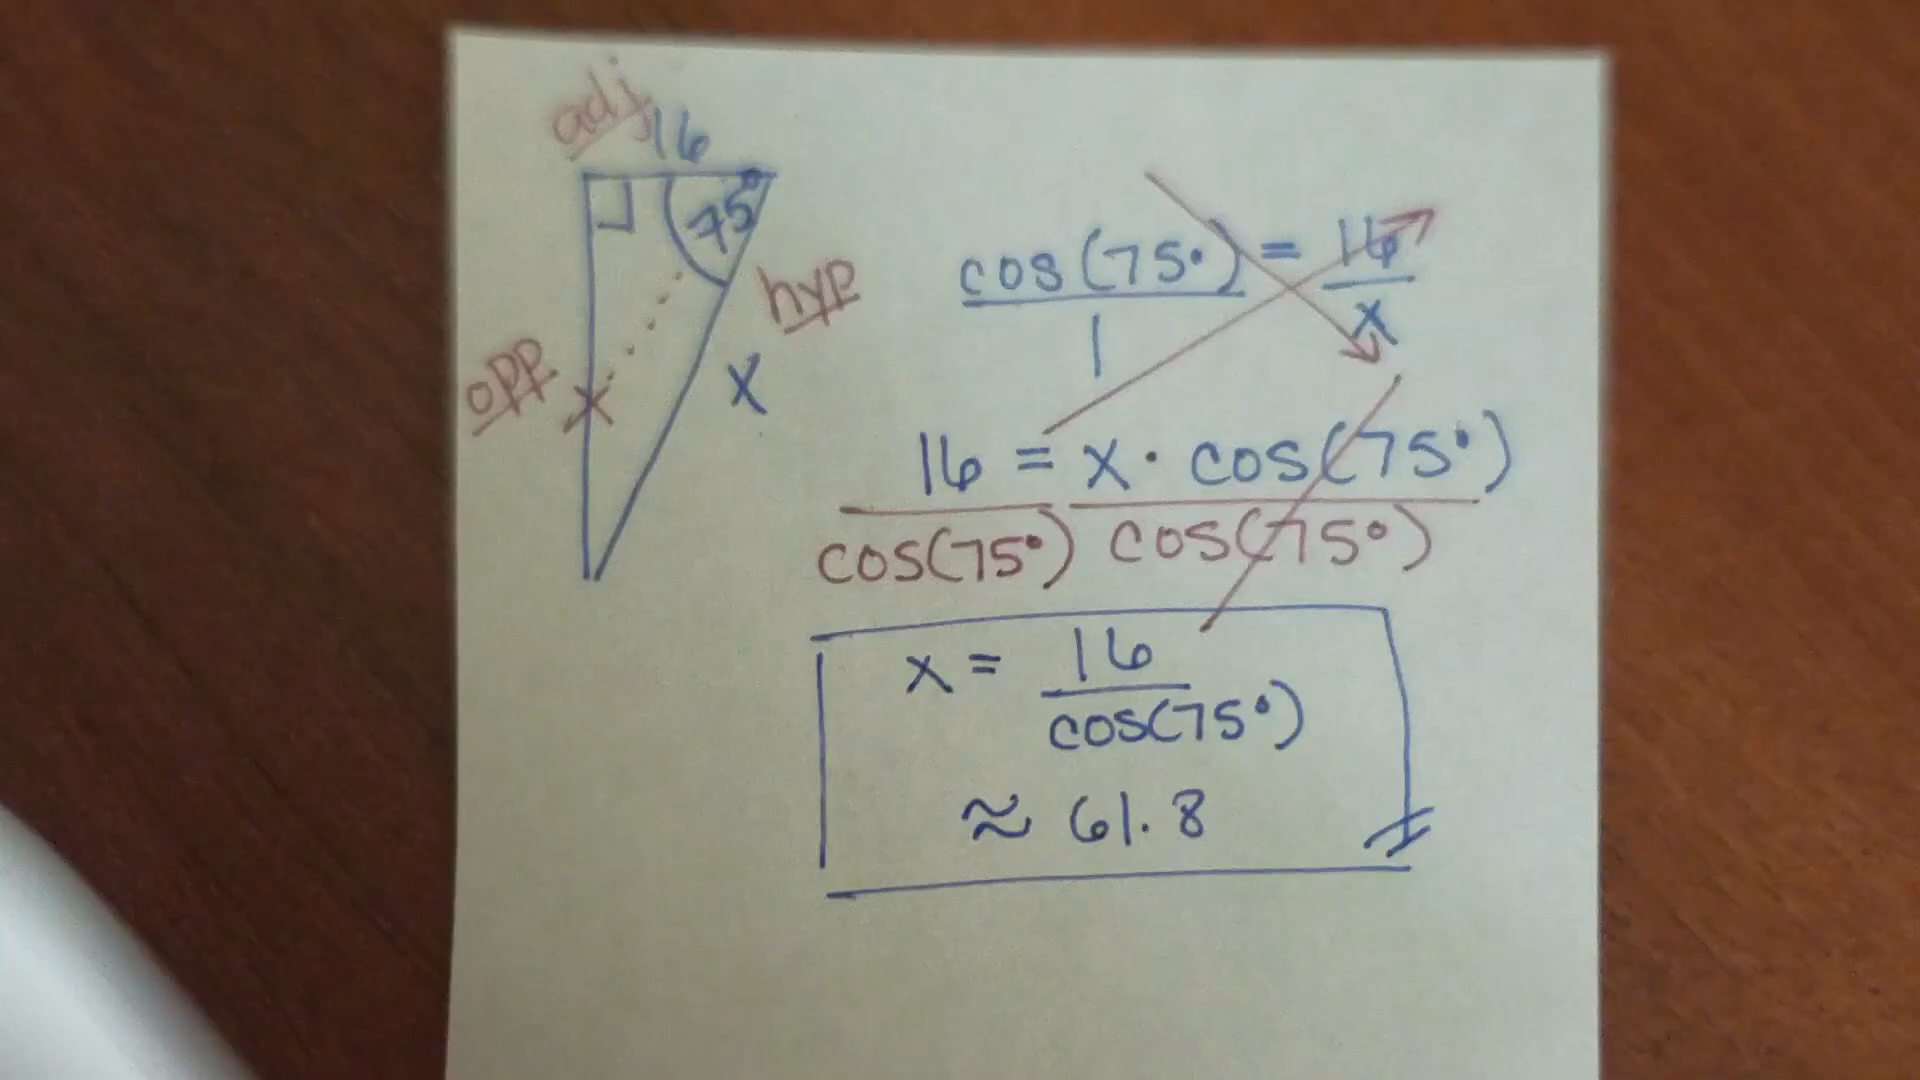 adj
16
75°
hyp
opp
x
x
cos(75°) = 16
1 x
16 = x · cos(75°)
cos(75°) cos(75°)
x = 16
cos(75°)
≈ 61.8